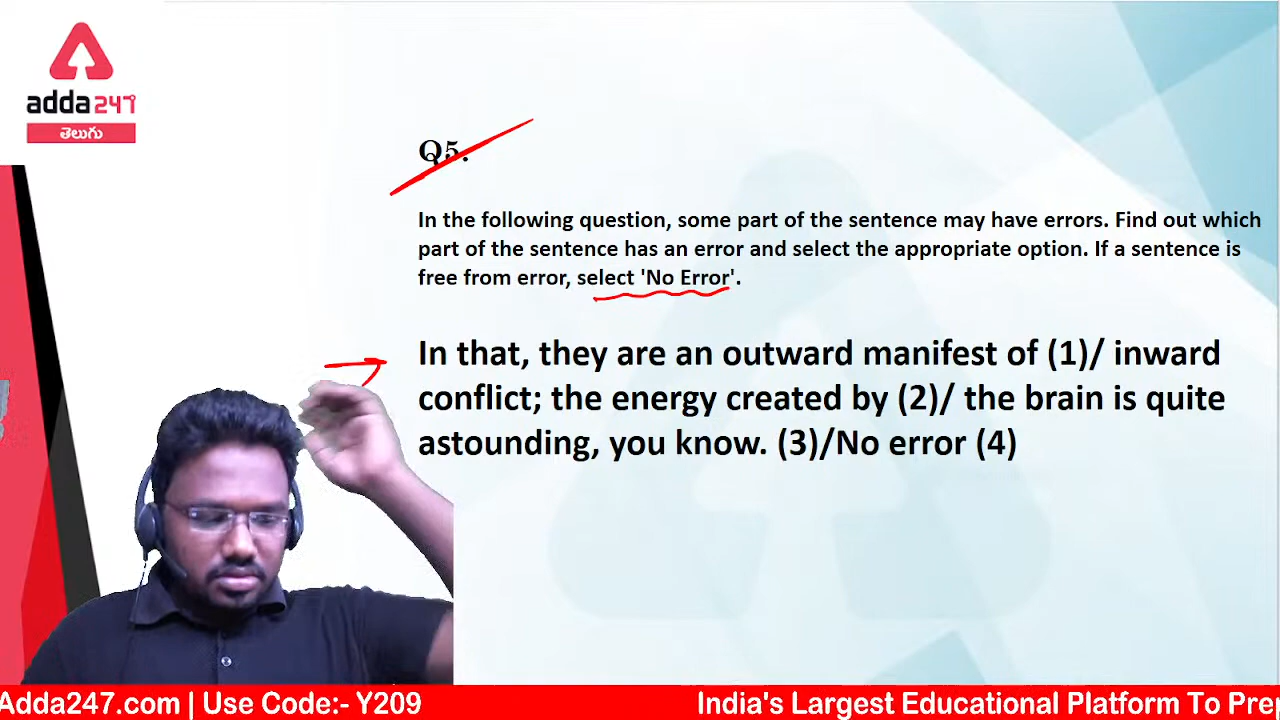 adda247
తెలుగు
Q5.
In the following question, some part of the sentence may have errors. Find out which
part of the sentence has an error and select the appropriate option. If a sentence is
free from error, select 'No Error'.
In that, they are an outward manifest of (1)/ inward
conflict; the energy created by (2)/ the brain is quite
astounding, you know. (3)/No error (4)
Adda247.com | Use Code:- Y209
India's Largest Educational Platform To Prep